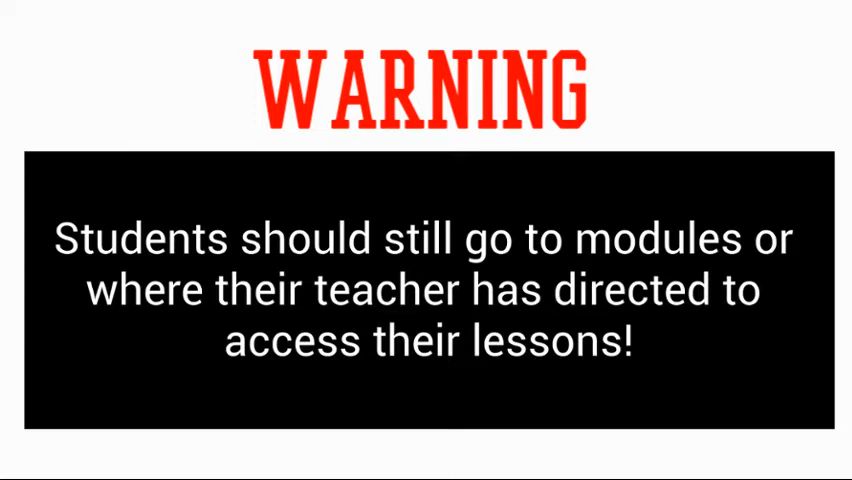 WARNING
Students should still go to modules or
where their teacher has directed to
access their lessons!